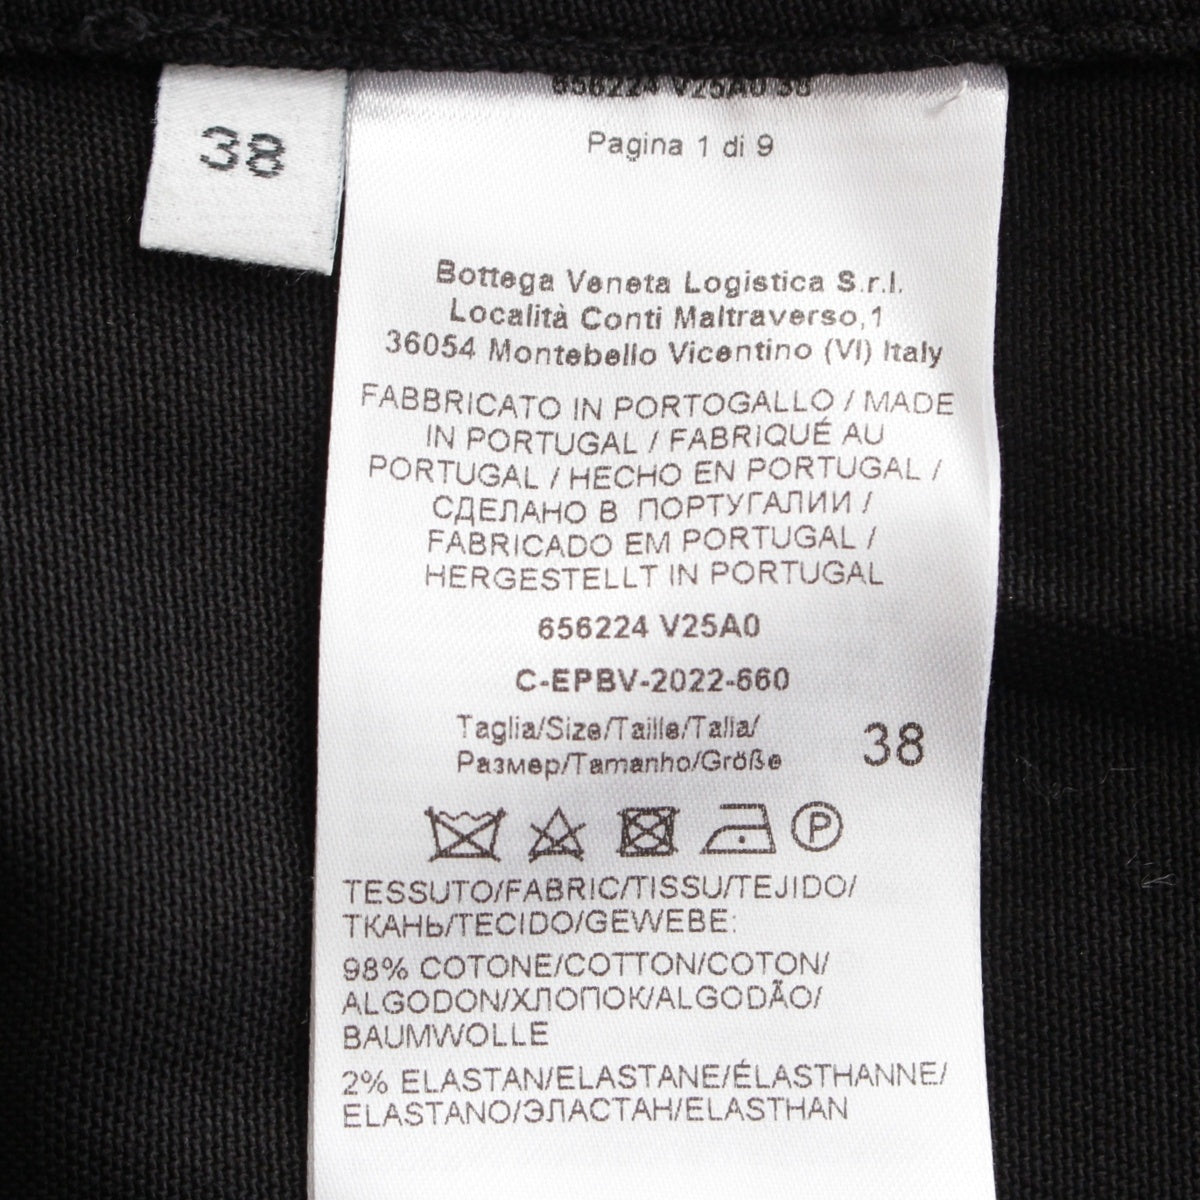 38
656224 V25A0 38
Pagina 1 di 9
Bottega Veneta Logistica S.r.l.
Località Conti Maltraverso,1
36054 Montebello Vicentino (VI) Italy
FABBRICATO IN PORTOGALLO / MADE
IN PORTUGAL / FABRIQUÉ AU
PORTUGAL / HECHO EN PORTUGAL /
СДЕЛАНО В ПОРТУГАЛИИ /
FABRICADO EM PORTUGAL /
HERGESTELLT IN PORTUGAL
656224 V25A0
C-EPBV-2022-660
Taglia/Size/Taille/Talla/
Размер/Tamanho/Größe
38
P
TESSUTO/FABRIC/TISSU/TEJIDO/
ТКАНЬ/TECIDO/GEWEBE:
98% COTONE/COTTON/COTON/
ALGODON/ХЛОПОК/ALGODÃO/
BAUMWOLLE
2% ELASTAN/ELASTANE/ÉLASTHANNE/
ELASTANO/ЭЛАСТАН/ELASTHAN